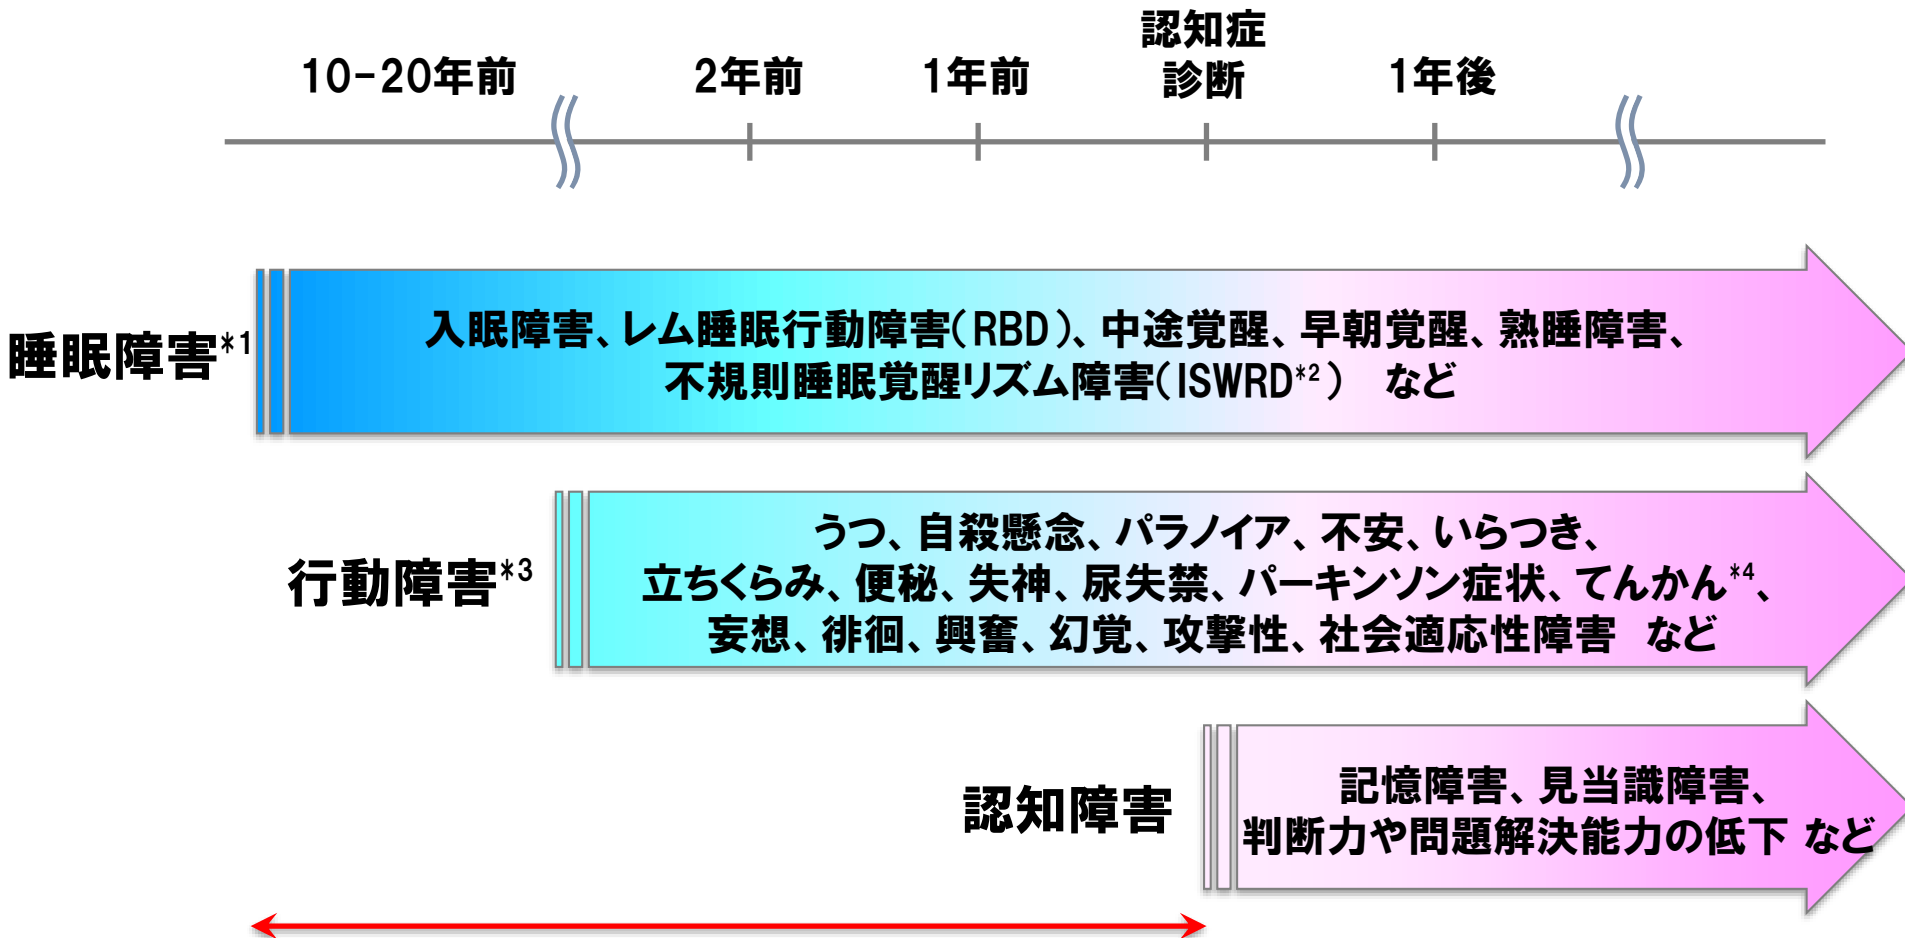 認知症
診断
10-20年前
2年前
1年前
1年後
睡眠障害*1
入眠障害、レム睡眠行動障害(RBD)、中途覚醒、早朝覚醒、熟睡障害、
不規則睡眠覚醒リズム障害(ISWRD*2) など
行動障害*3
うつ、自殺懸念、パラノイア、不安、いらつき、
立ちくらみ、便秘、失神、尿失禁、パーキンソン症状、てんかん*4、
妄想、徘徊、興奮、幻覚、攻撃性、社会適応性障害 など
認知障害
記憶障害、見当識障害、
判断力や問題解決能力の低下 など